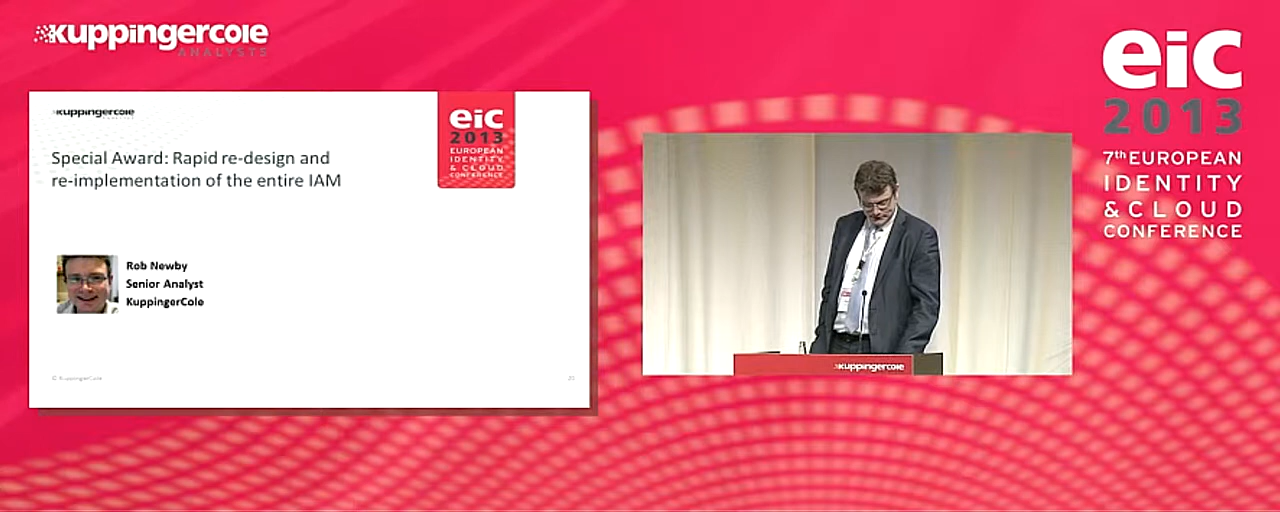 kuppingercole
ANALYSTS
kuppingercole
eic
2013
EUROPEAN
IDENTITY
& CLOUD
CONFERENCE
Special Award: Rapid re-design and
re-implementation of the entire IAM
Rob Newby
Senior Analyst
KuppingerCole
© KuppingerCole
kuppingercole
eic
2013
7th EUROPEAN
IDENTITY
& CLOUD
CONFERENCE